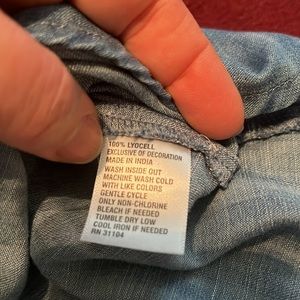 100% LYOCELL
EXCLUSIVE OF DECORATION
MADE IN INDIA
WASH INSIDE OUT
MACHINE WASH COLD
WITH LIKE COLORS
GENTLE CYCLE
ONLY NON-CHLORINE
BLEACH IF NEEDED
TUMBLE DRY LOW
COOL IRON IF NEEDED
RN 31104